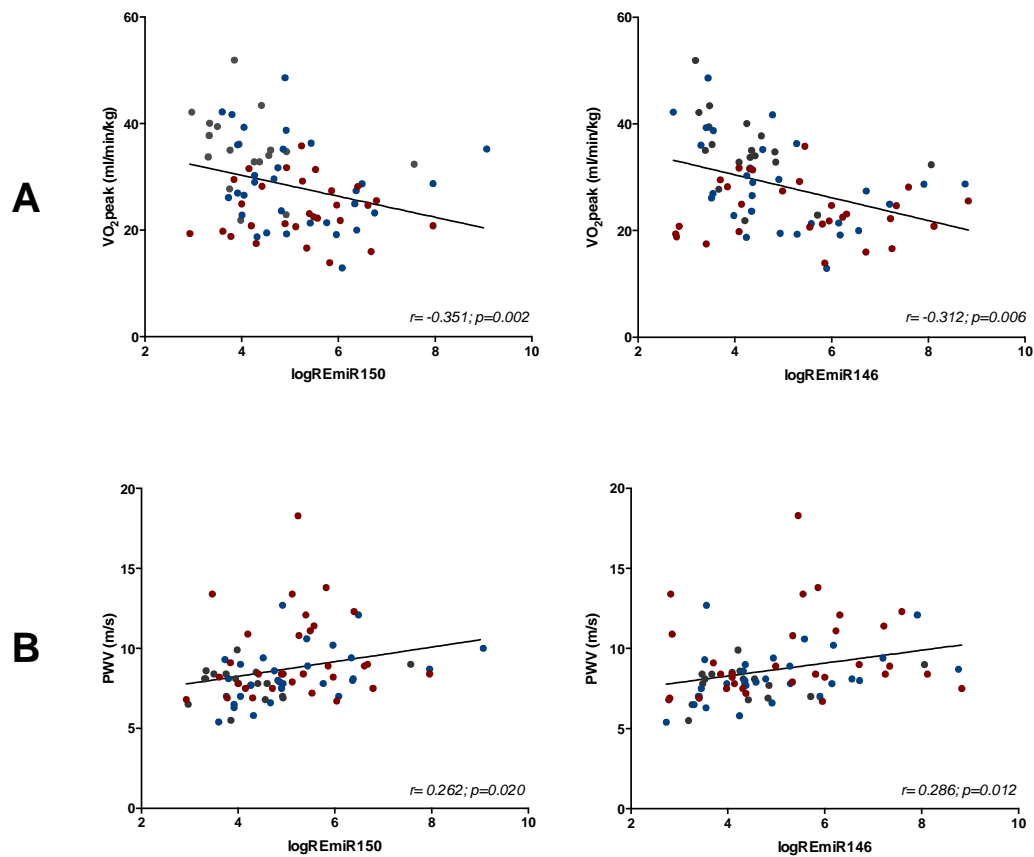 A
60
40
20
0
VO2peak (ml/min/kg)
r= -0.351; p=0.002
2 4 6 8 10
logREmiR150
60
40
20
0
VO2peak (ml/min/kg)
r= -0.312; p=0.006
2 4 6 8 10
logREmiR146
B
20
15
10
5
0
PWV (m/s)
r= 0.262; p=0.020
2 4 6 8 10
logREmiR150
20
15
10
5
0
PWV (m/s)
r= 0.286; p=0.012
2 4 6 8 10
logREmiR146